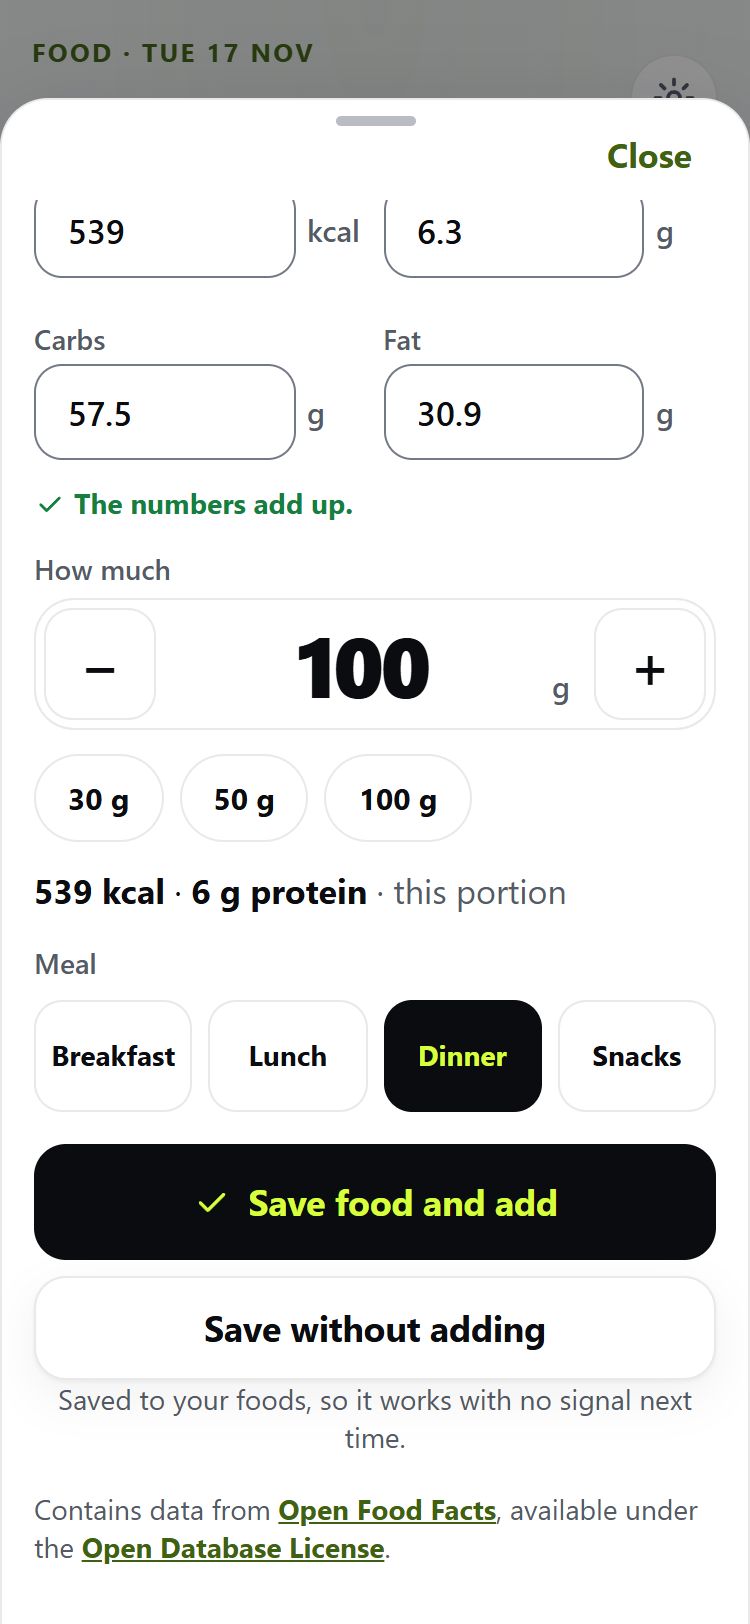 FOOD · TUE 17 NOV
Close
539 kcal 6.3 g
Carbs Fat
57.5 g 30.9 g
✓ The numbers add up.
How much
− 100 g +
30 g 50 g 100 g
539 kcal · 6 g protein · this portion
Meal
Breakfast Lunch Dinner Snacks
✓ Save food and add
Save without adding
Saved to your foods, so it works with no signal next
time.
Contains data from Open Food Facts, available under
the Open Database License.